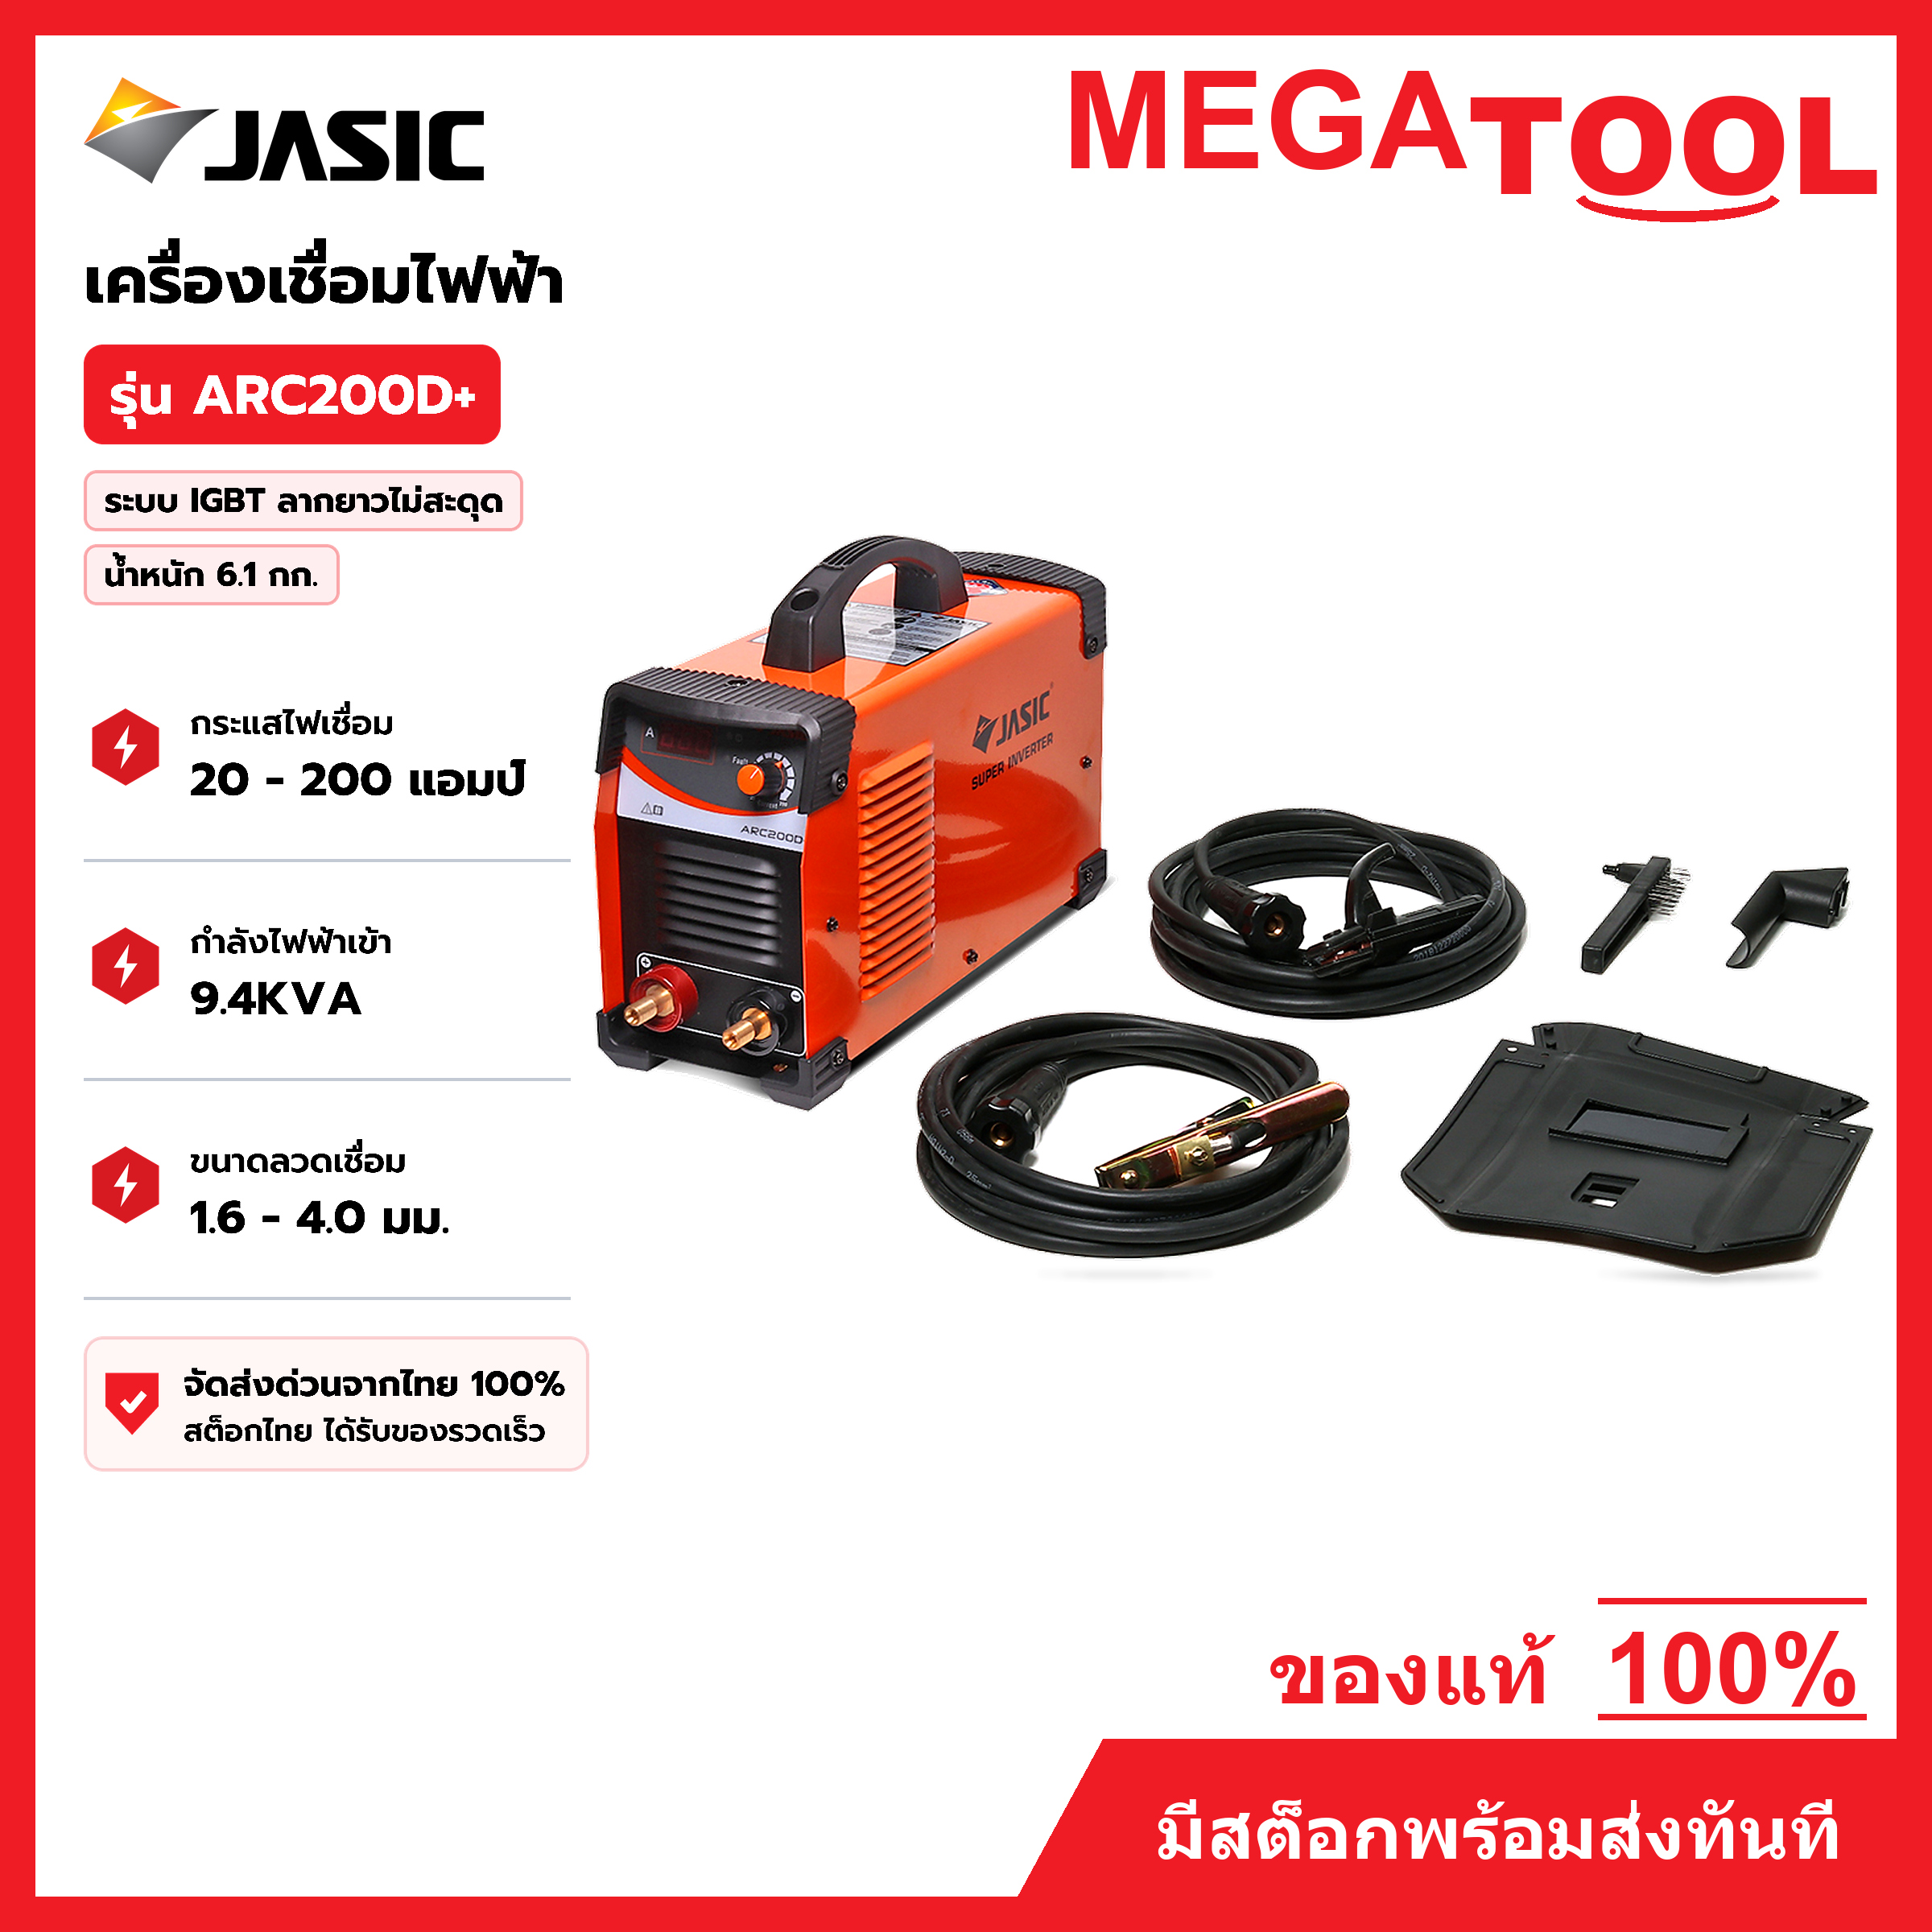 JASIC
MEGATOOL
เครื่องเชื่อมไฟฟ้า
รุ่น ARC200D+
ระบบ IGBT ลากยาวไม่สะดุด
น้ำหนัก 6.1 กก.
กระแสไฟเชื่อม
20 - 200 แอมป์
กำลังไฟฟ้าเข้า
9.4KVA
ขนาดลวดเชื่อม
1.6 - 4.0 มม.
จัดส่งด่วนจากไทย 100%
สต็อกไทย ได้รับของรวดเร็ว
JASIC
JASIC®
SUPER INVERTER
A
ARC200D
+
-
ของแท้ 100%
มีสต็อกพร้อมส่งทันที